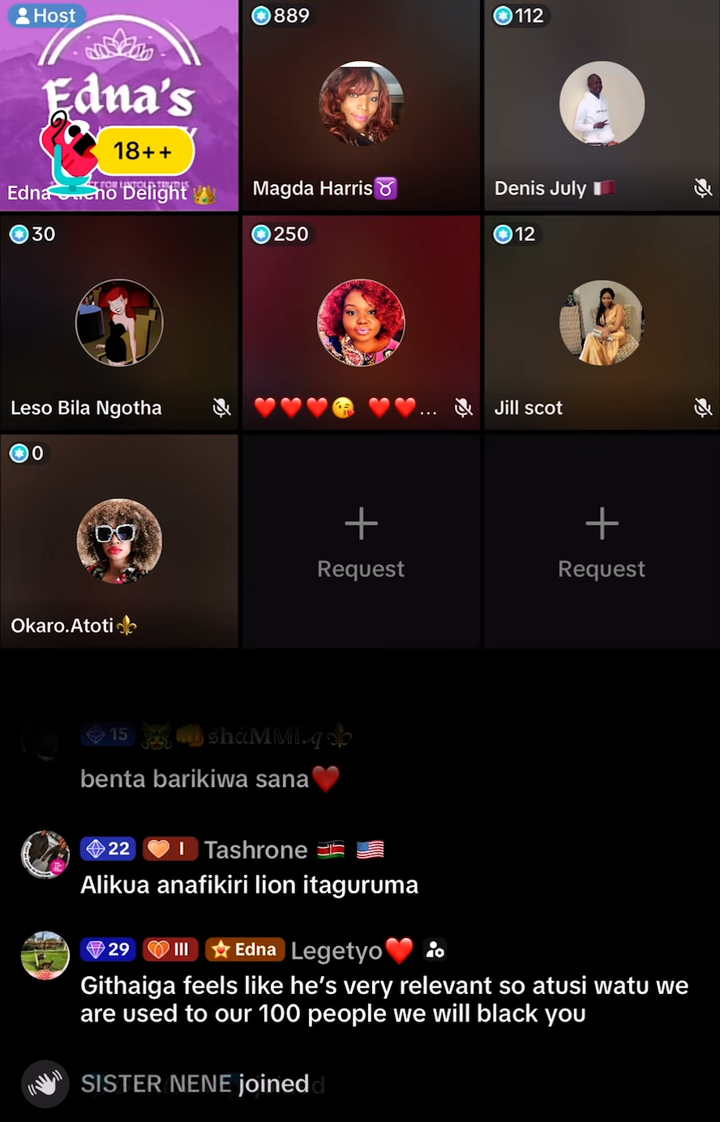 Host
889
112
Edna's
18++
Edna Delight 👑
Magda Harris♉
Denis July 🇶🇦
30
250
12
Leso Bila Ngotha
❤️❤️❤️😘 ❤️❤️...
Jill scot
0
Okaro.Atoti⚜️
Request
Request
15
benta barikiwa sana❤️
22 I Tashrone 🇰🇪 🇺🇸
Alikua anafikiri lion itaguruma
29 III Edna Legetyo❤️
Githaiga feels like he's very relevant so atusi watu we
are used to our 100 people we will black you
SISTER NENE joined